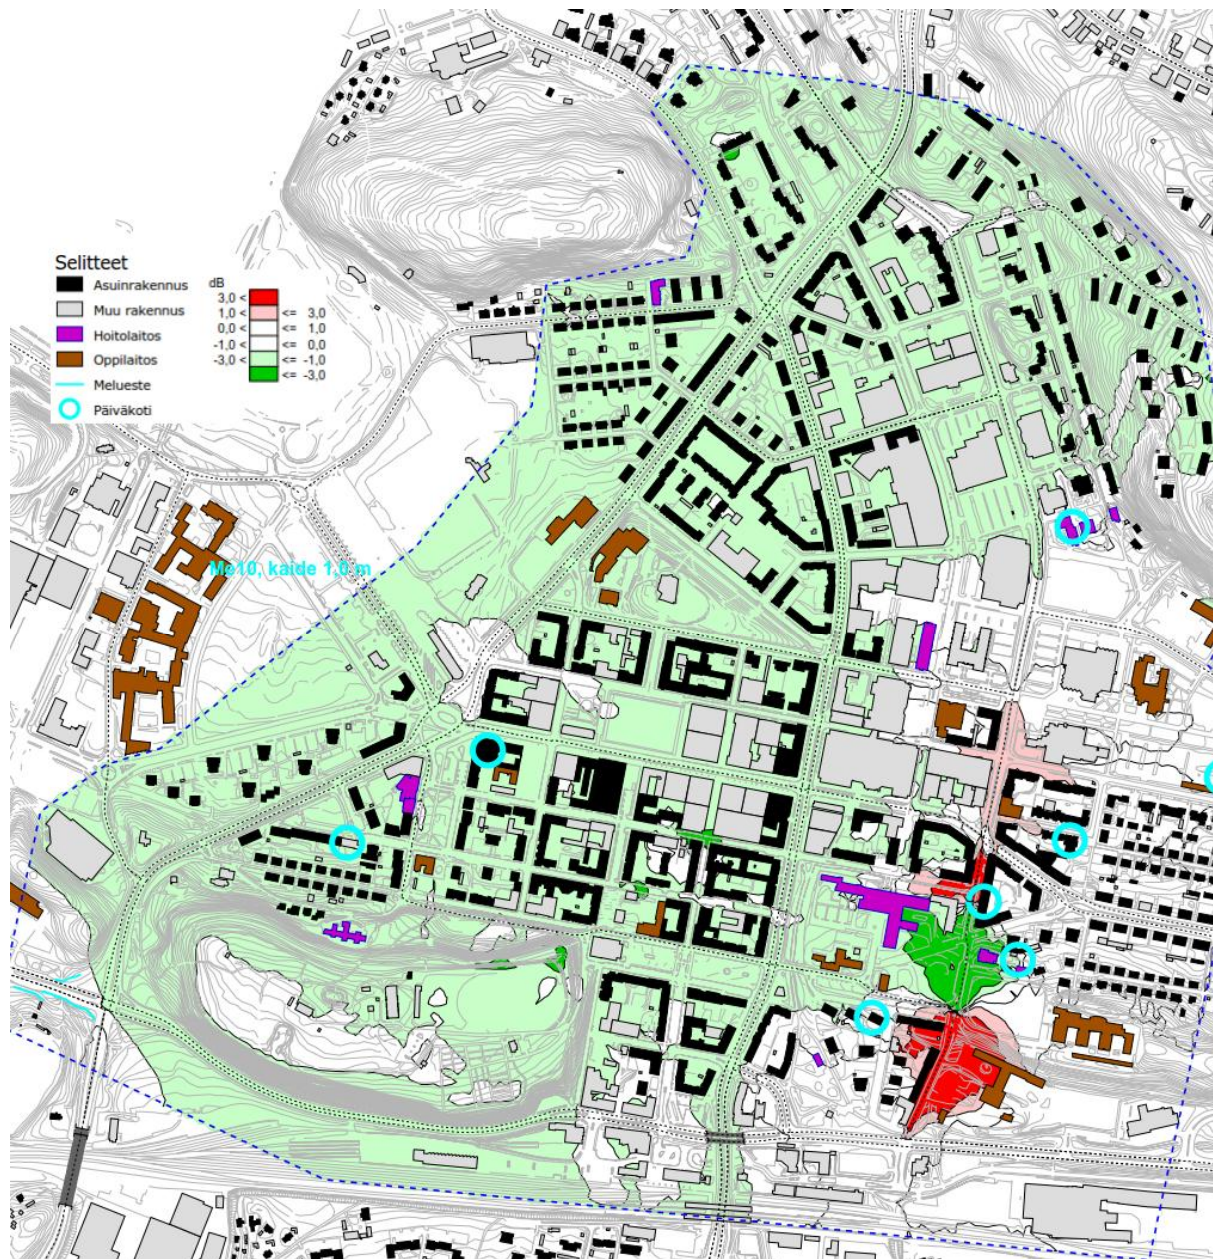 Selitteet
Asuinrakennus
Muu rakennus
Hoitolaitos
Oppilaitos
Melueste
Päiväkoti
dB
3,0 <
1,0 < <= 3,0
0,0 < <= 1,0
-1,0 < <= 0,0
-3,0 < <= -1,0
<= -3,0
Me10, kaide 1,0 m